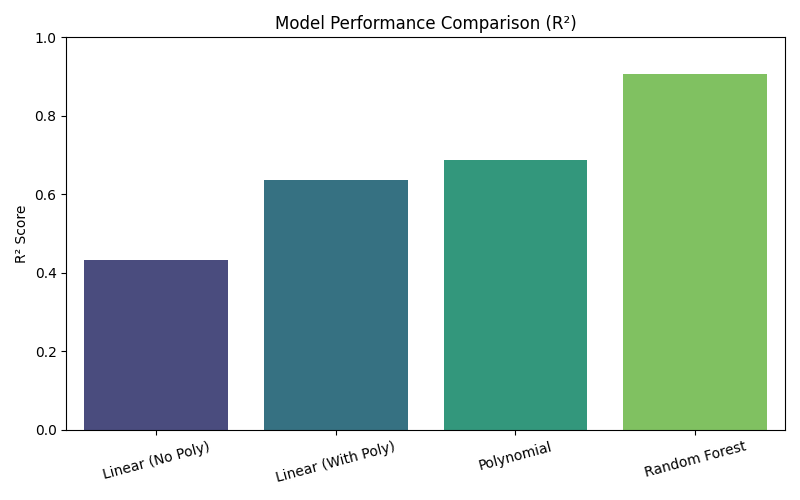 Model Performance Comparison (R²)
R² Score
1.0
0.8
0.6
0.4
0.2
0.0
Linear (No Poly)
Linear (With Poly)
Polynomial
Random Forest